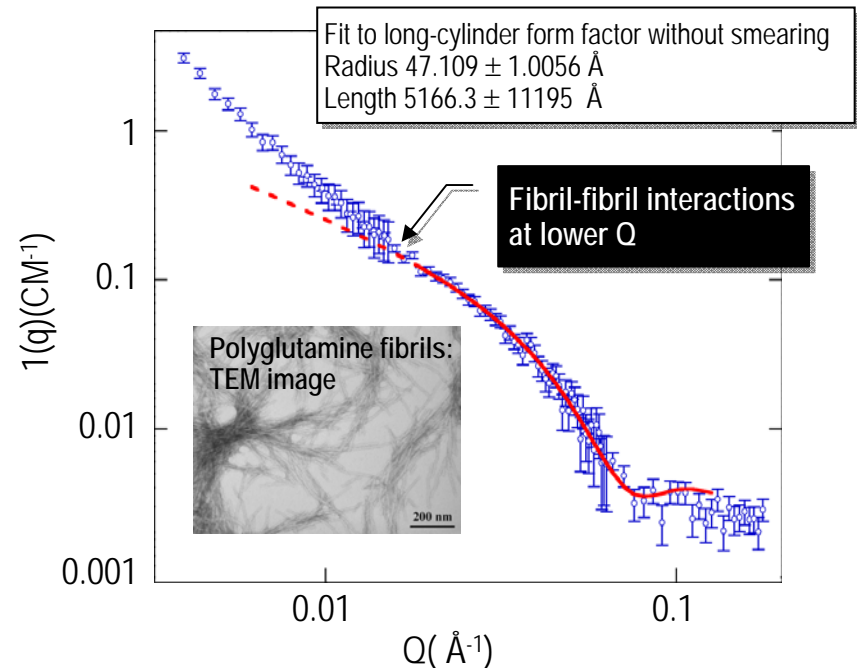 Fit to long-cylinder form factor without smearing
Radius 47.109 ± 1.0056 Å
Length 5166.3 ± 11195 Å
1
Fibril-fibril interactions
at lower Q
1(q)(CM⁻¹)
0.1
Polyglutamine fibrils:
TEM image
0.01
200 nm
0.001
0.01
0.1
Q( Å⁻¹)